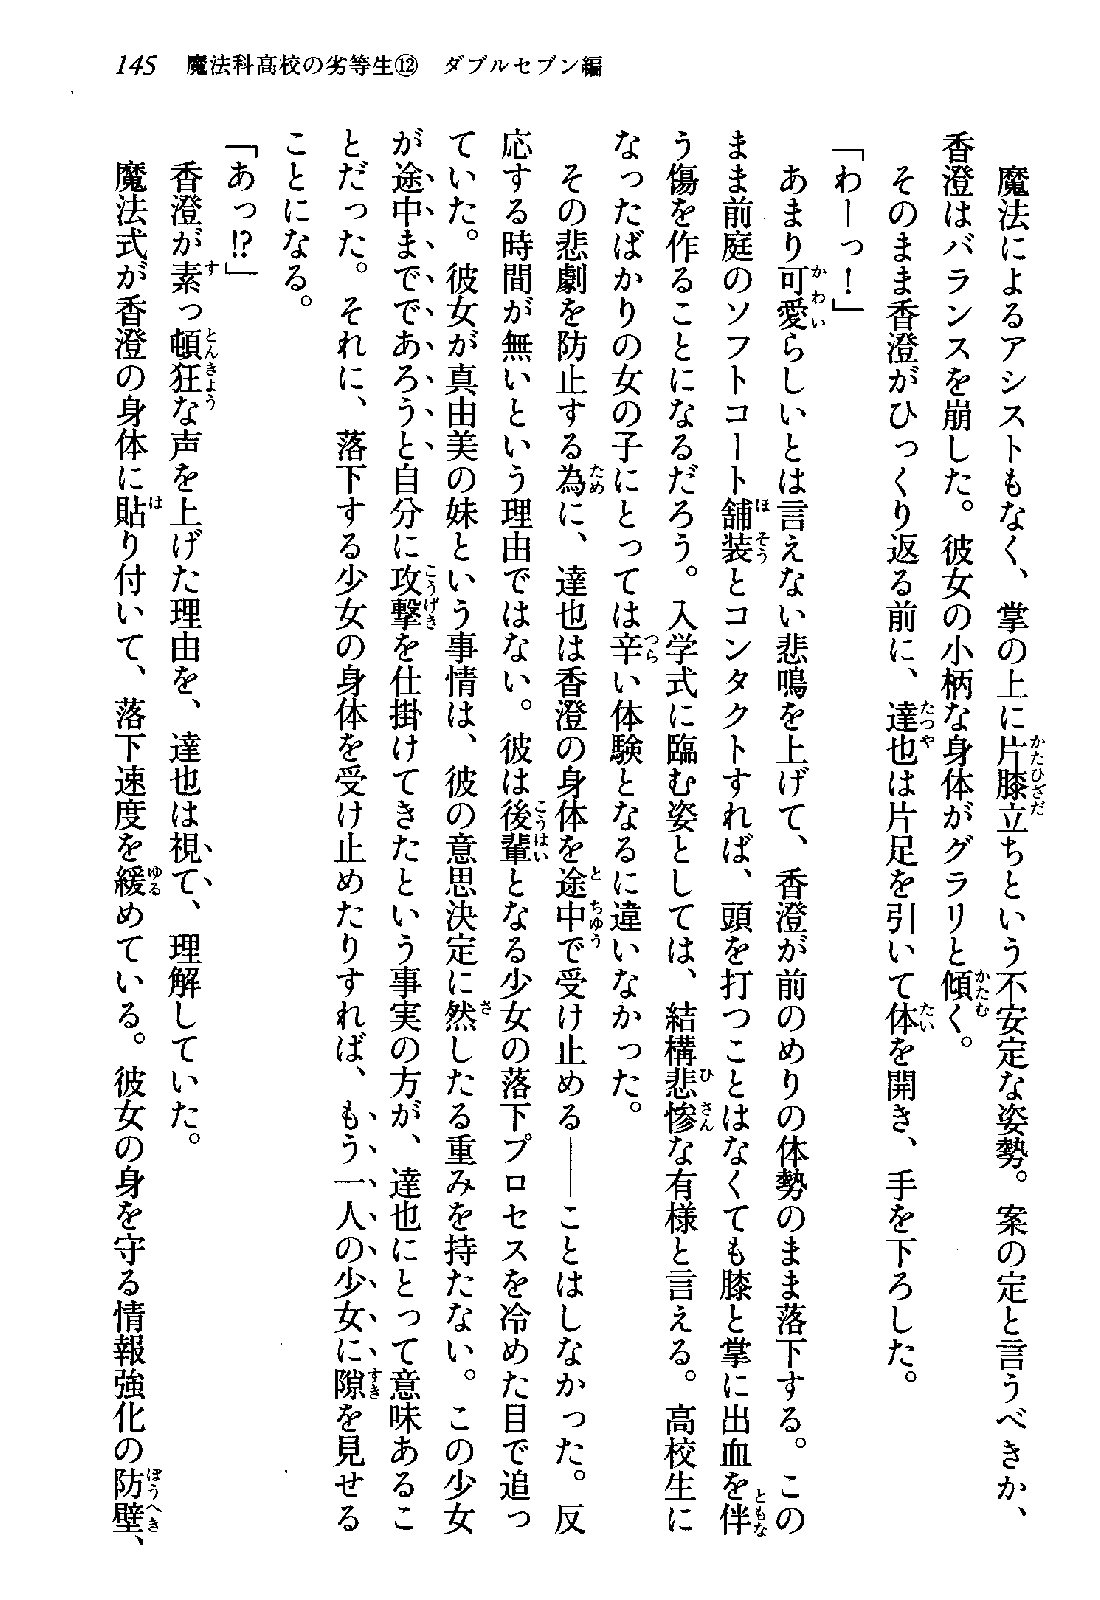 145 魔法科高校の劣等生⑫ ダブルセブン編
魔法によるアシストもなく、掌の上に片膝立ちという不安定な姿勢。案の定と言うべきか、
香澄はバランスを崩した。彼女の小柄な身体がグラリと傾く。
そのまま香澄がひっくり返る前に、達也は片足を引いて体を開き、手を下ろした。
「わーっ！」
あまり可愛らしいとは言えない悲鳴を上げて、香澄が前のめりの体勢のまま落下する。この
まま前庭のソフトコート舗装とコンタクトすれば、頭を打つことはなくても膝と掌に出血を伴
う傷を作ることになるだろう。入学式に臨む姿としては、結構悲惨な有様と言える。高校生に
なったばかりの女の子にとっては辛い体験となるに違いなかった。
その悲劇を防止する為に、達也は香澄の身体を途中で受け止める――ことはしなかった。反
応する時間が無いという理由ではない。彼は後輩となる少女の落下プロセスを冷めた目で追っ
ていた。彼女が真由美の妹という事情は、彼の意思決定に然したる重みを持たない。この少女
が途中まであろうと自分に攻撃を仕掛けてきたという事実の方が、達也にとって意味あるこ
とだった。それに、落下する少女の身体を受け止めたりすれば、もう一人の少女に隙を見せる
ことになる。
「あっ!?」
香澄が素っ頓狂な声を上げた理由を、達也は視て、理解していた。
魔法式が香澄の身体に貼り付いて、落下速度を緩めている。彼女の身を守る情報強化の防壁、